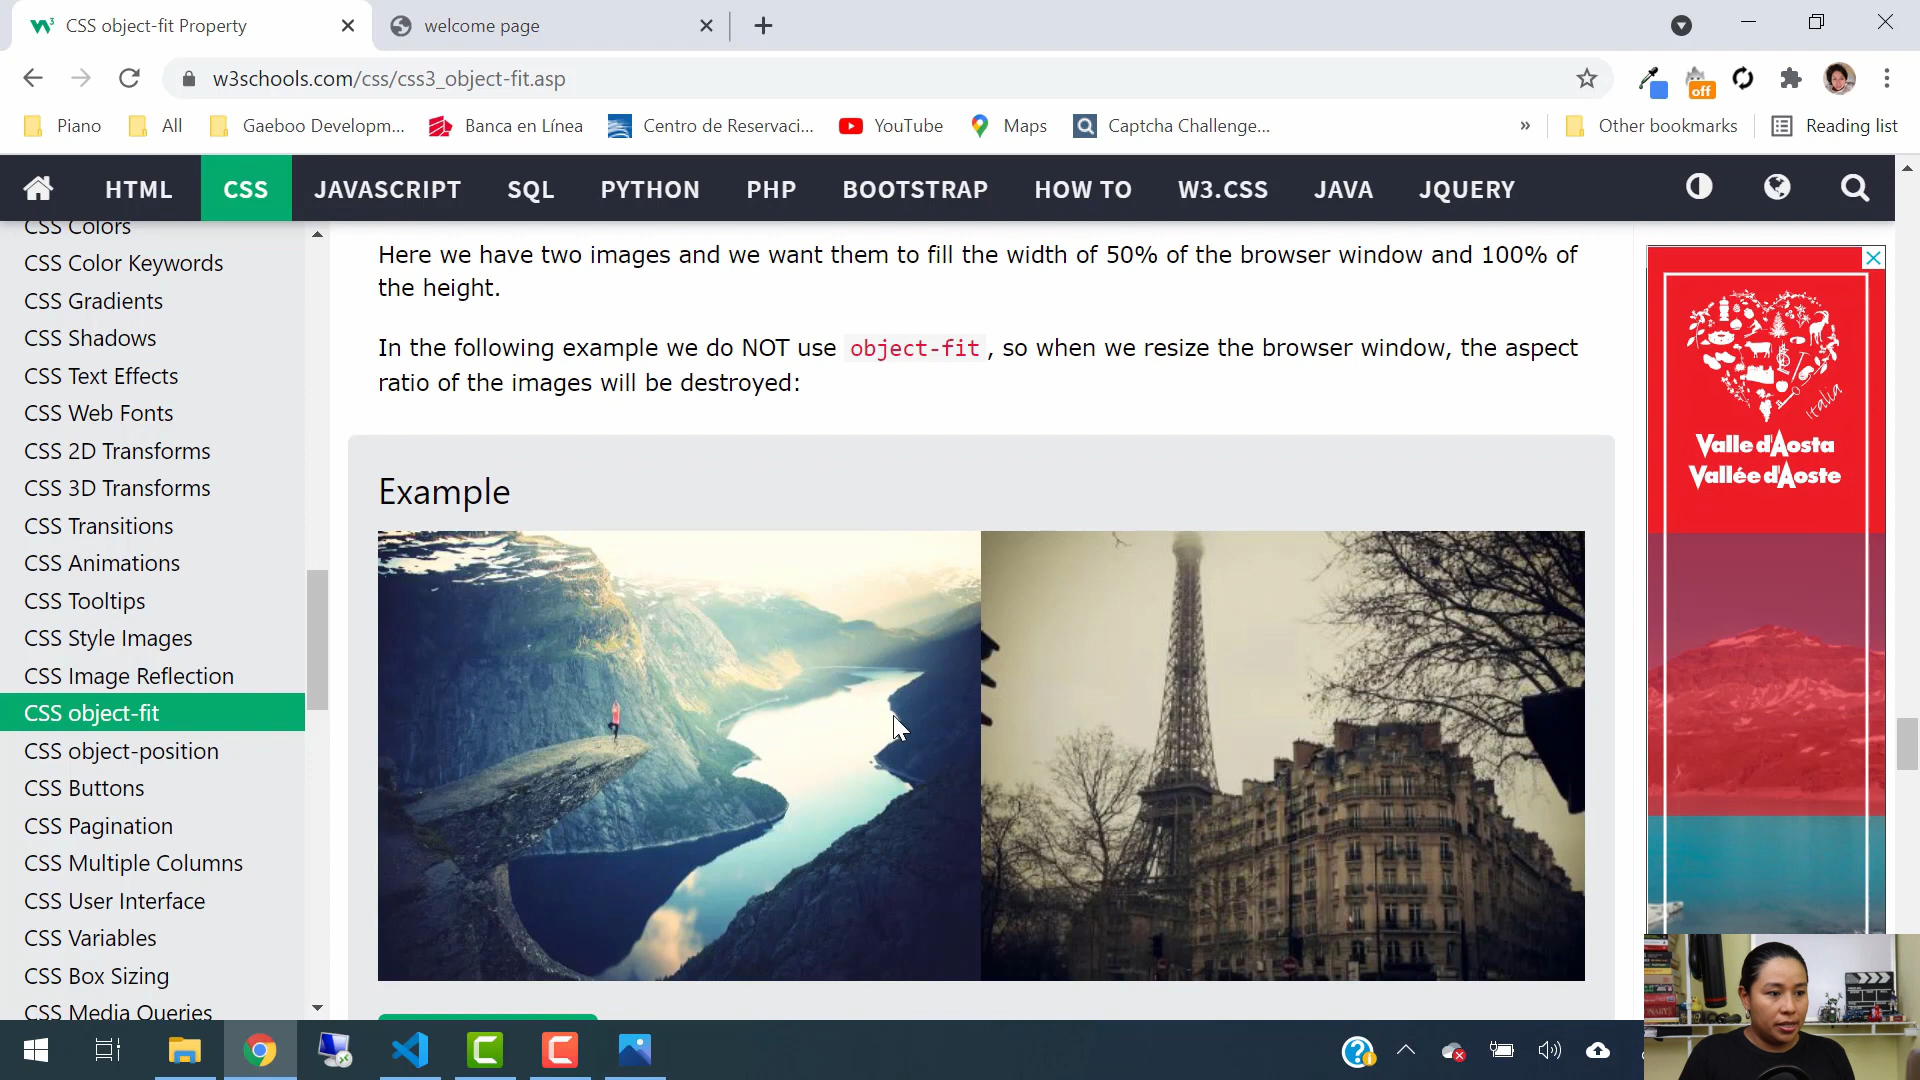 CSS object-fit Property
welcome page
w3schools.com/css/css3_object-fit.asp
off
Piano
All
Gaeboo Developm...
Banca en Línea
Centro de Reservaci...
YouTube
Maps
Captcha Challenge...
»
Other bookmarks
Reading list
HTML
CSS
JAVASCRIPT
SQL
PYTHON
PHP
BOOTSTRAP
HOW TO
W3.CSS
JAVA
JQUERY
CSS Colors
CSS Color Keywords
CSS Gradients
CSS Shadows
CSS Text Effects
CSS Web Fonts
CSS 2D Transforms
CSS 3D Transforms
CSS Transitions
CSS Animations
CSS Tooltips
CSS Style Images
CSS Image Reflection
CSS object-fit
CSS object-position
CSS Buttons
CSS Pagination
CSS Multiple Columns
CSS User Interface
CSS Variables
CSS Box Sizing
CSS Media Queries
Here we have two images and we want them to fill the width of 50% of the browser window and 100% of
the height.
In the following example we do NOT use object-fit, so when we resize the browser window, the aspect
ratio of the images will be destroyed:
Example
Italia
Valle d'Aosta
Vallée d'Aoste